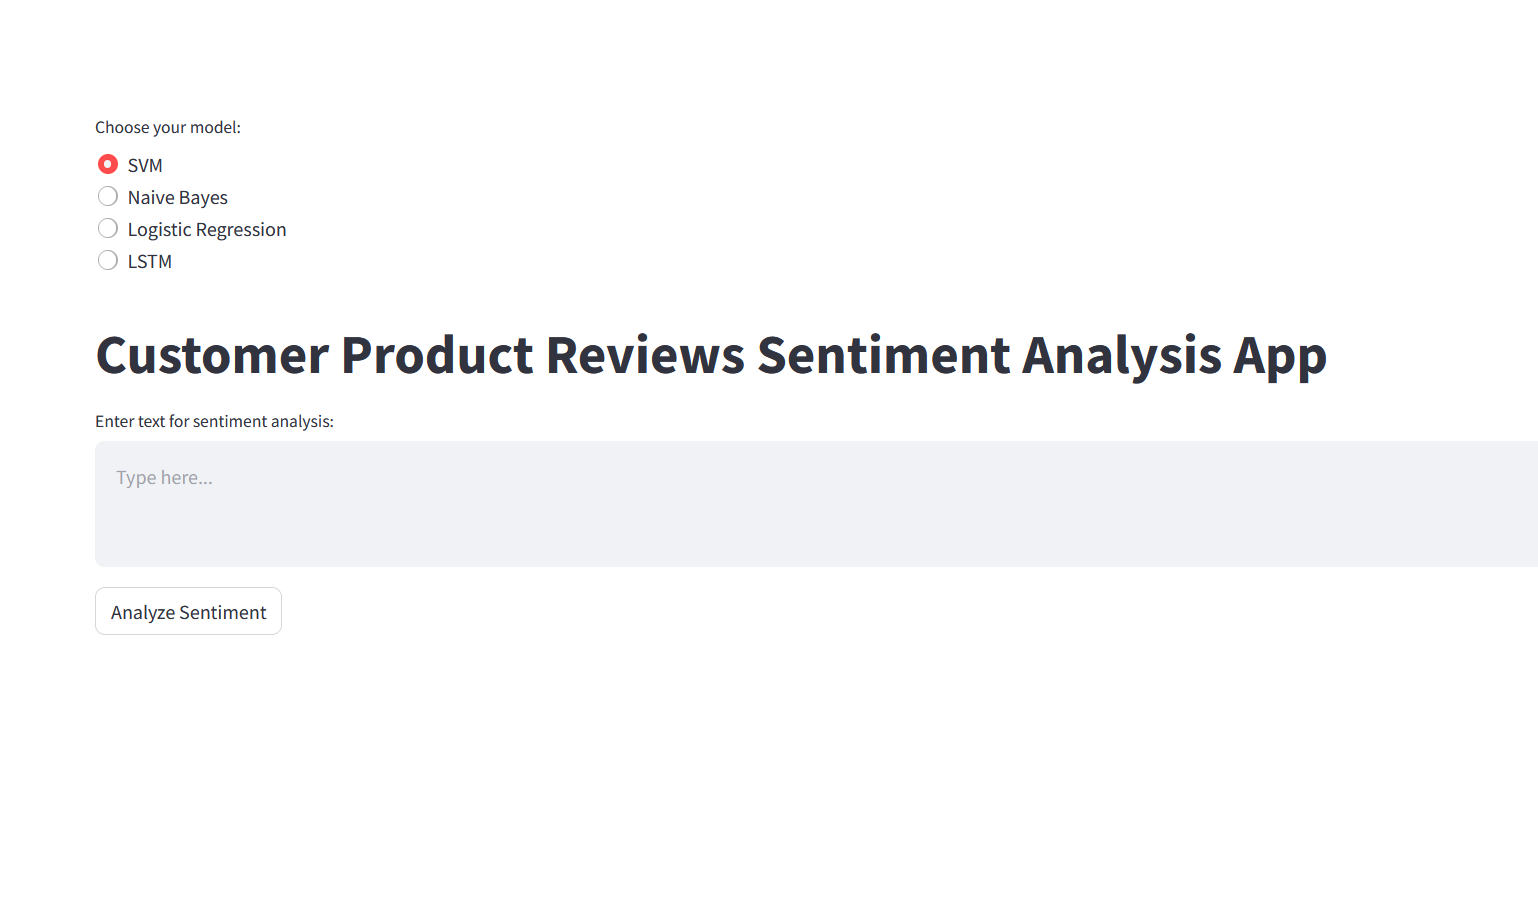 Choose your model:
SVM
Naive Bayes
Logistic Regression
LSTM
Customer Product Reviews Sentiment Analysis App
Enter text for sentiment analysis:
Type here...
Analyze Sentiment